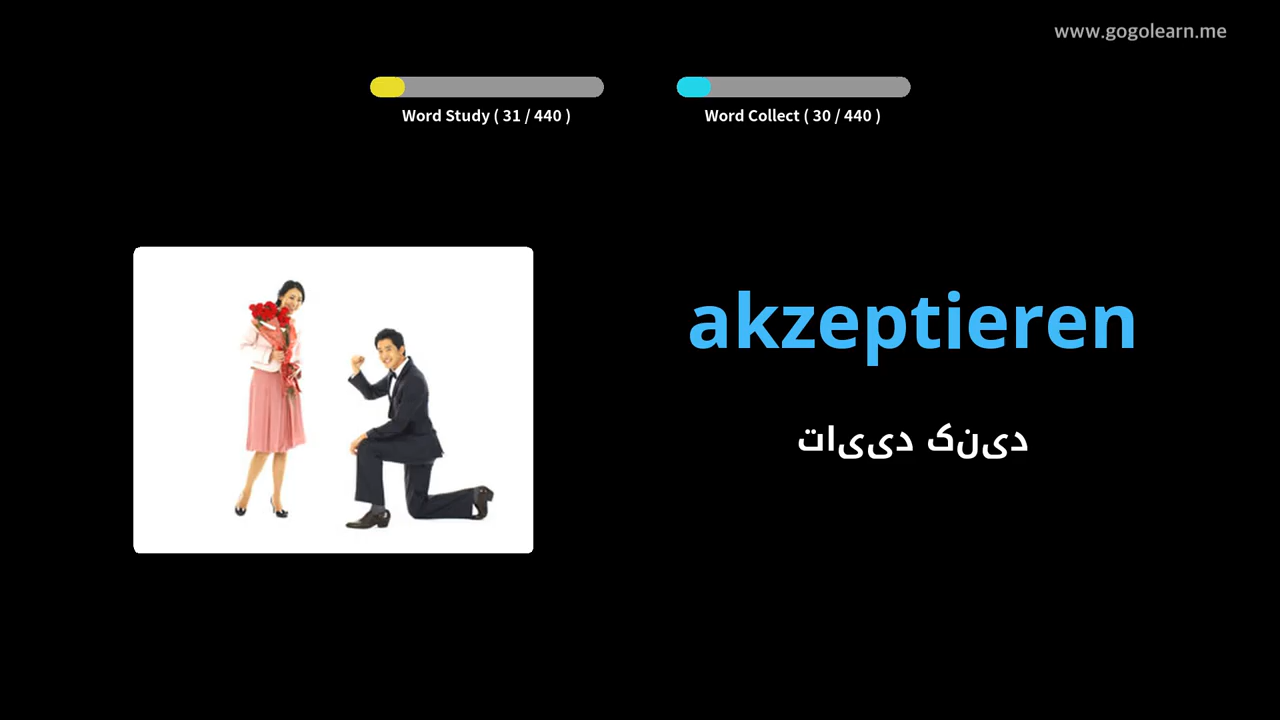 www.gogolearn.me
Word Study ( 31 / 440 )
Word Collect ( 30 / 440 )
akzeptieren
تایید کنید